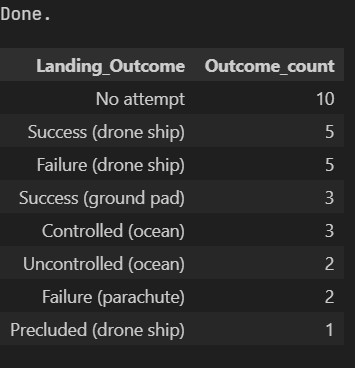 Done.
Landing_Outcome Outcome_count
No attempt 10
Success (drone ship) 5
Failure (drone ship) 5
Success (ground pad) 3
Controlled (ocean) 3
Uncontrolled (ocean) 2
Failure (parachute) 2
Precluded (drone ship) 1